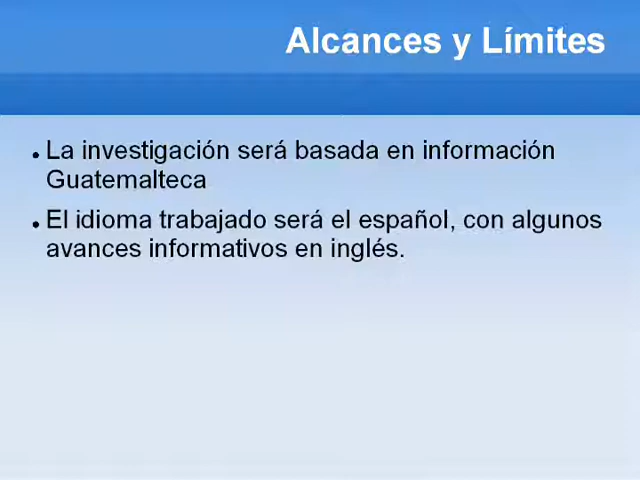 Alcances y Límites
• La investigación será basada en información
Guatemalteca
• El idioma trabajado será el español, con algunos
avances informativos en inglés.